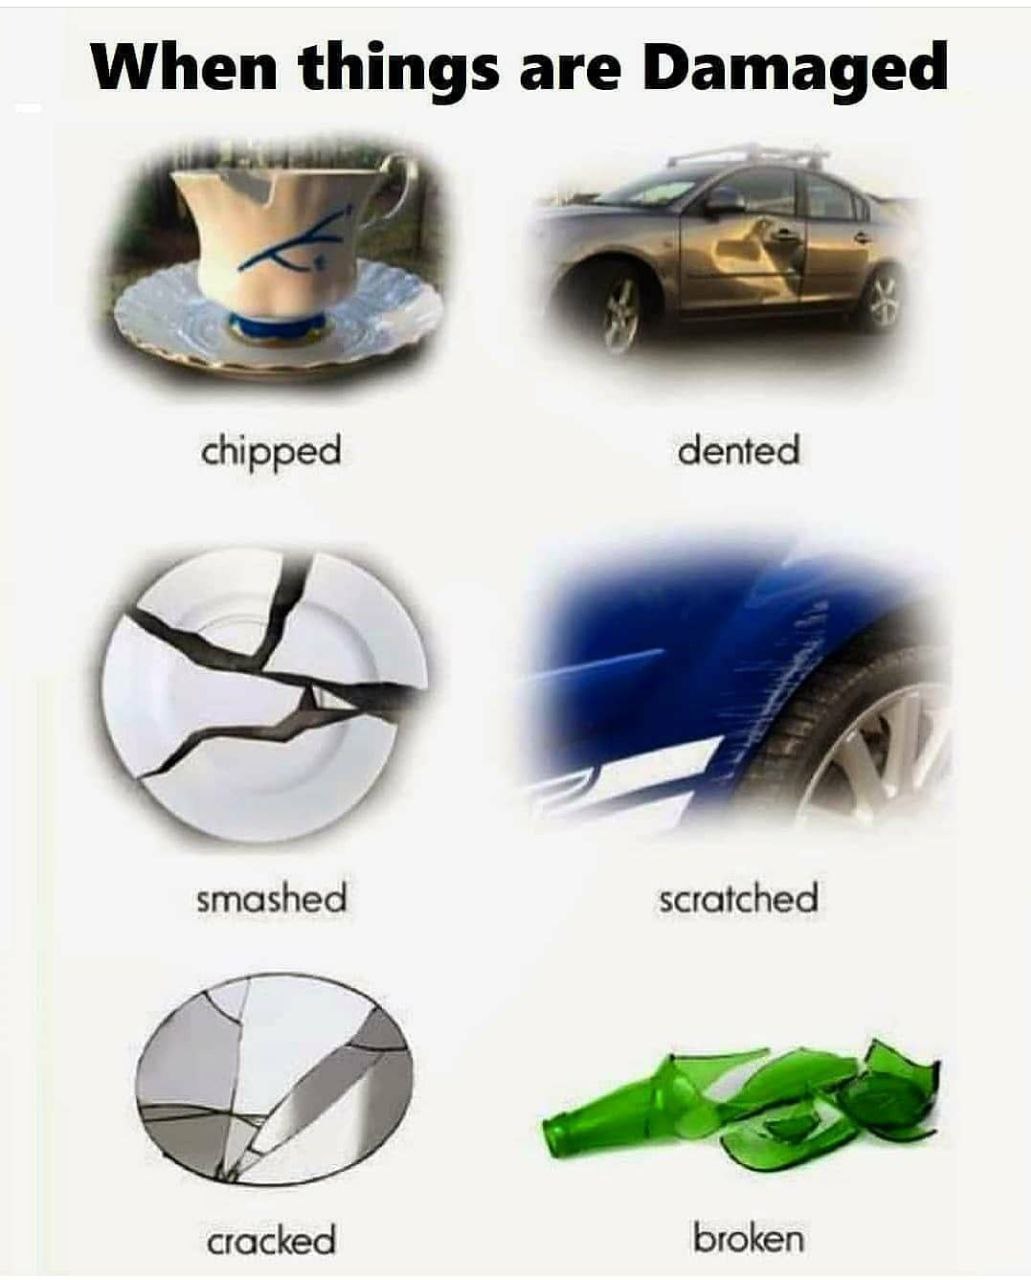 When things are Damaged
chipped
dented
smashed
scratched
cracked
broken